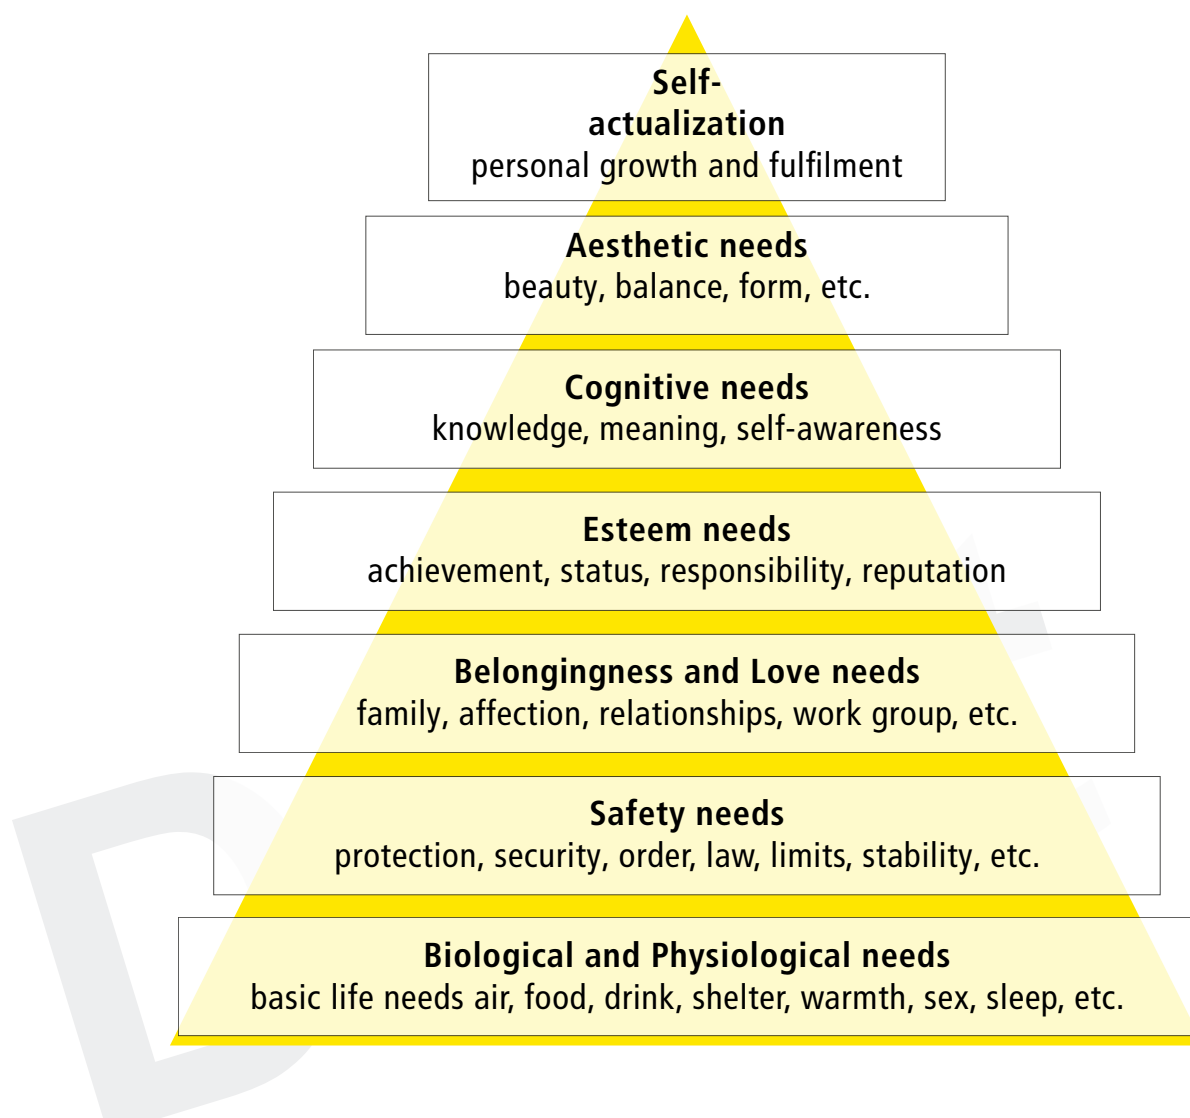 Self-
actualization
personal growth and fulfilment
Aesthetic needs
beauty, balance, form, etc.
Cognitive needs
knowledge, meaning, self-awareness
Esteem needs
achievement, status, responsibility, reputation
Belongingness and Love needs
family, affection, relationships, work group, etc.
Safety needs
protection, security, order, law, limits, stability, etc.
Biological and Physiological needs
basic life needs air, food, drink, shelter, warmth, sex, sleep, etc.